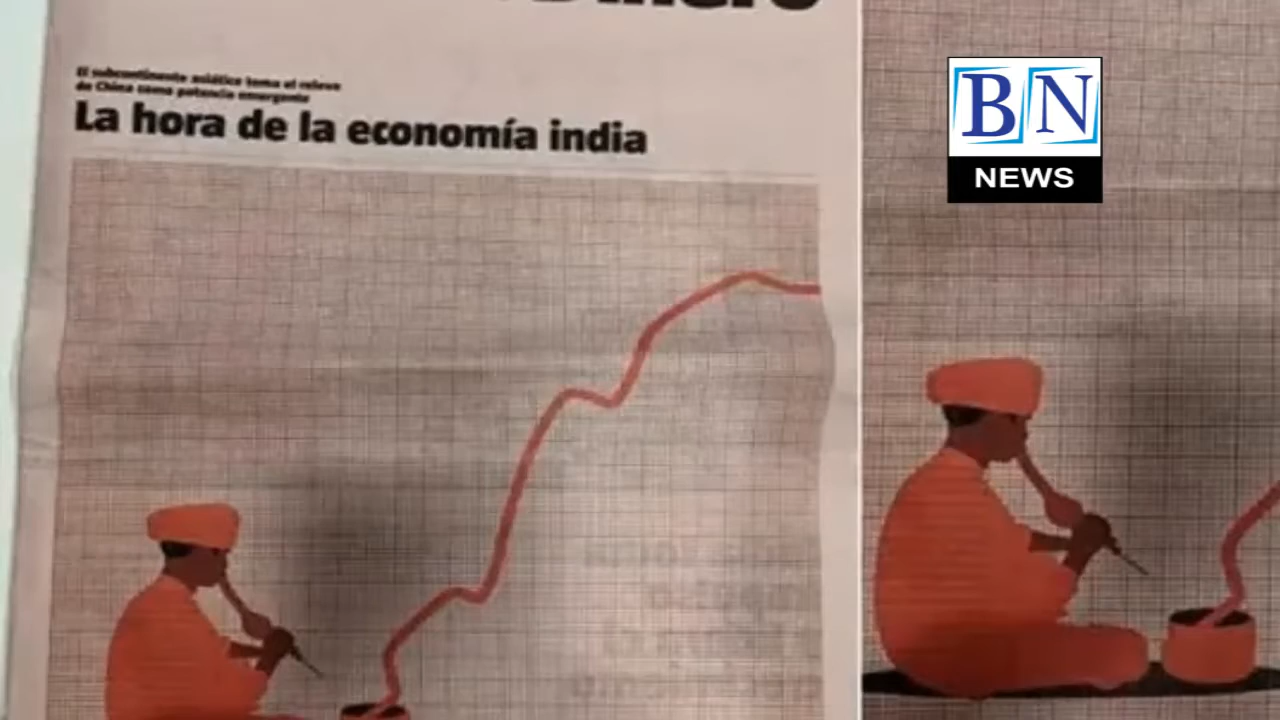 Dinero
El subcontinente asiático toma el relevo
de China como potencia emergente
La hora de la economía india
BN
NEWS